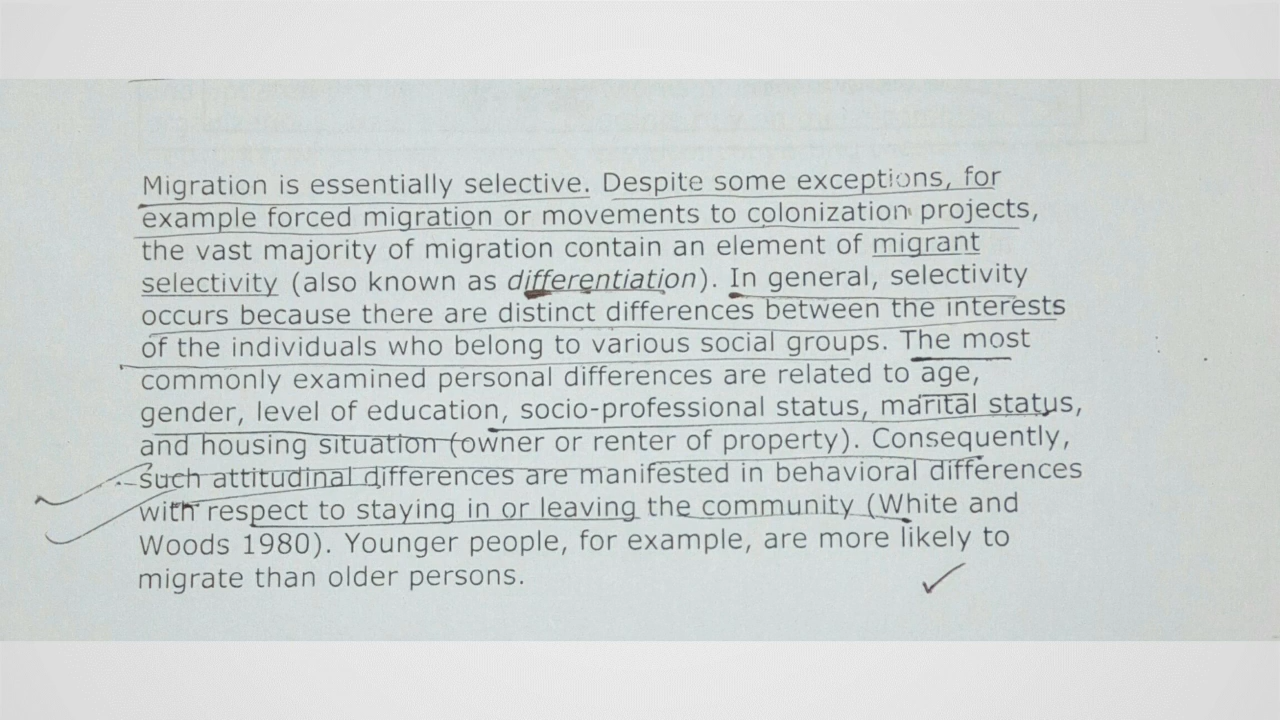 Migration is essentially selective. Despite some exceptions, for
example forced migration or movements to colonization projects,
the vast majority of migration contain an element of migrant
selectivity (also known as differentiation). In general, selectivity
occurs because there are distinct differences between the interests
of the individuals who belong to various social groups. The most
commonly examined personal differences are related to age,
gender, level of education, socio-professional status, marital status,
and housing situation (owner or renter of property). Consequently,
such attitudinal differences are manifested in behavioral differences
with respect to staying in or leaving the community (White and
Woods 1980). Younger people, for example, are more likely to
migrate than older persons.